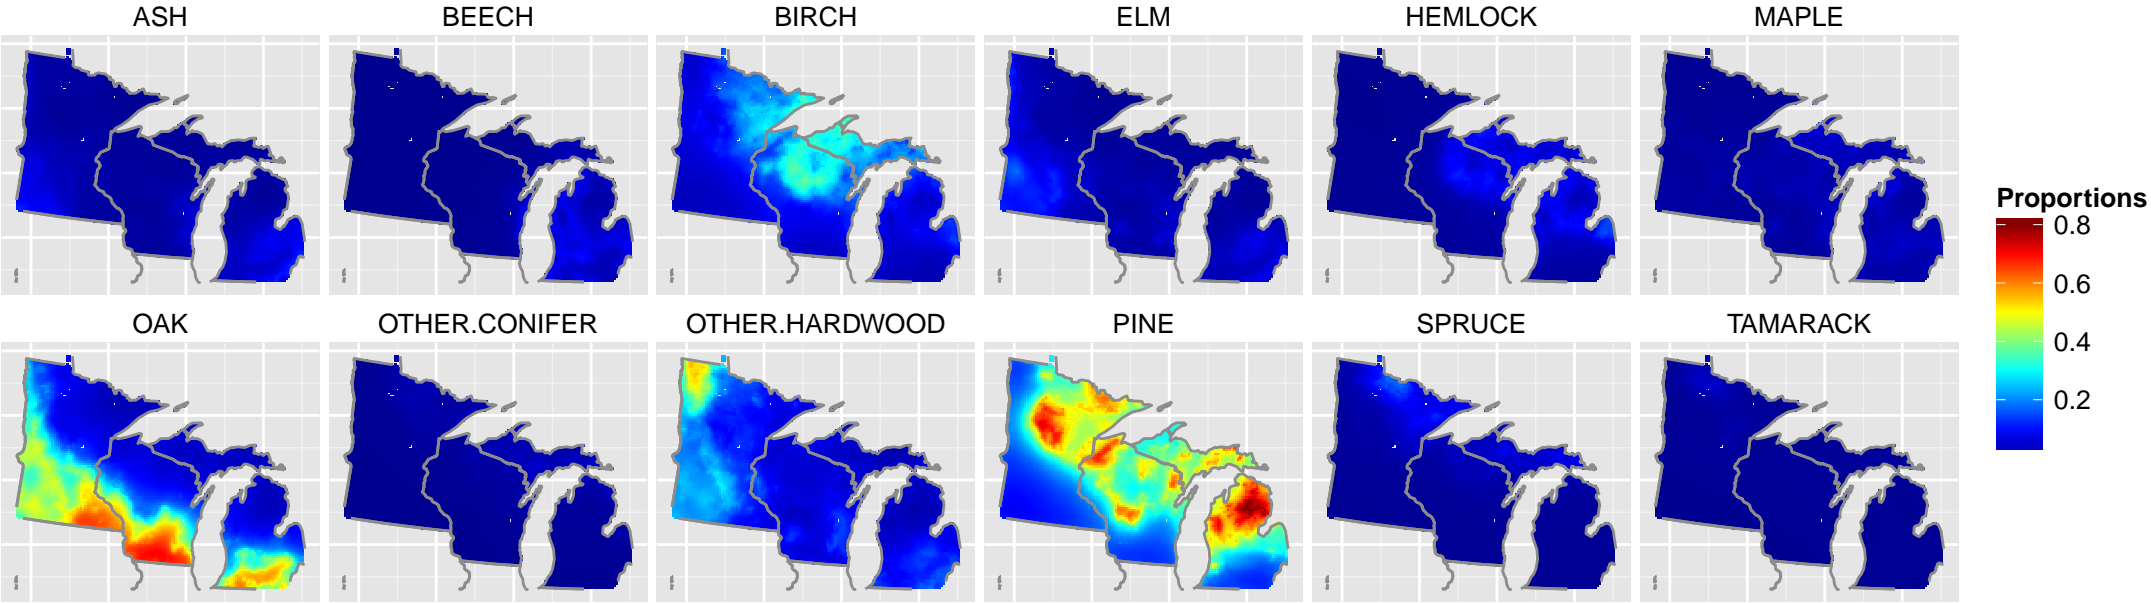 ASH BEECH BIRCH ELM HEMLOCK MAPLE
Proportions
0.8
0.6
0.4
0.2
OAK OTHER.CONIFER OTHER.HARDWOOD PINE SPRUCE TAMARACK